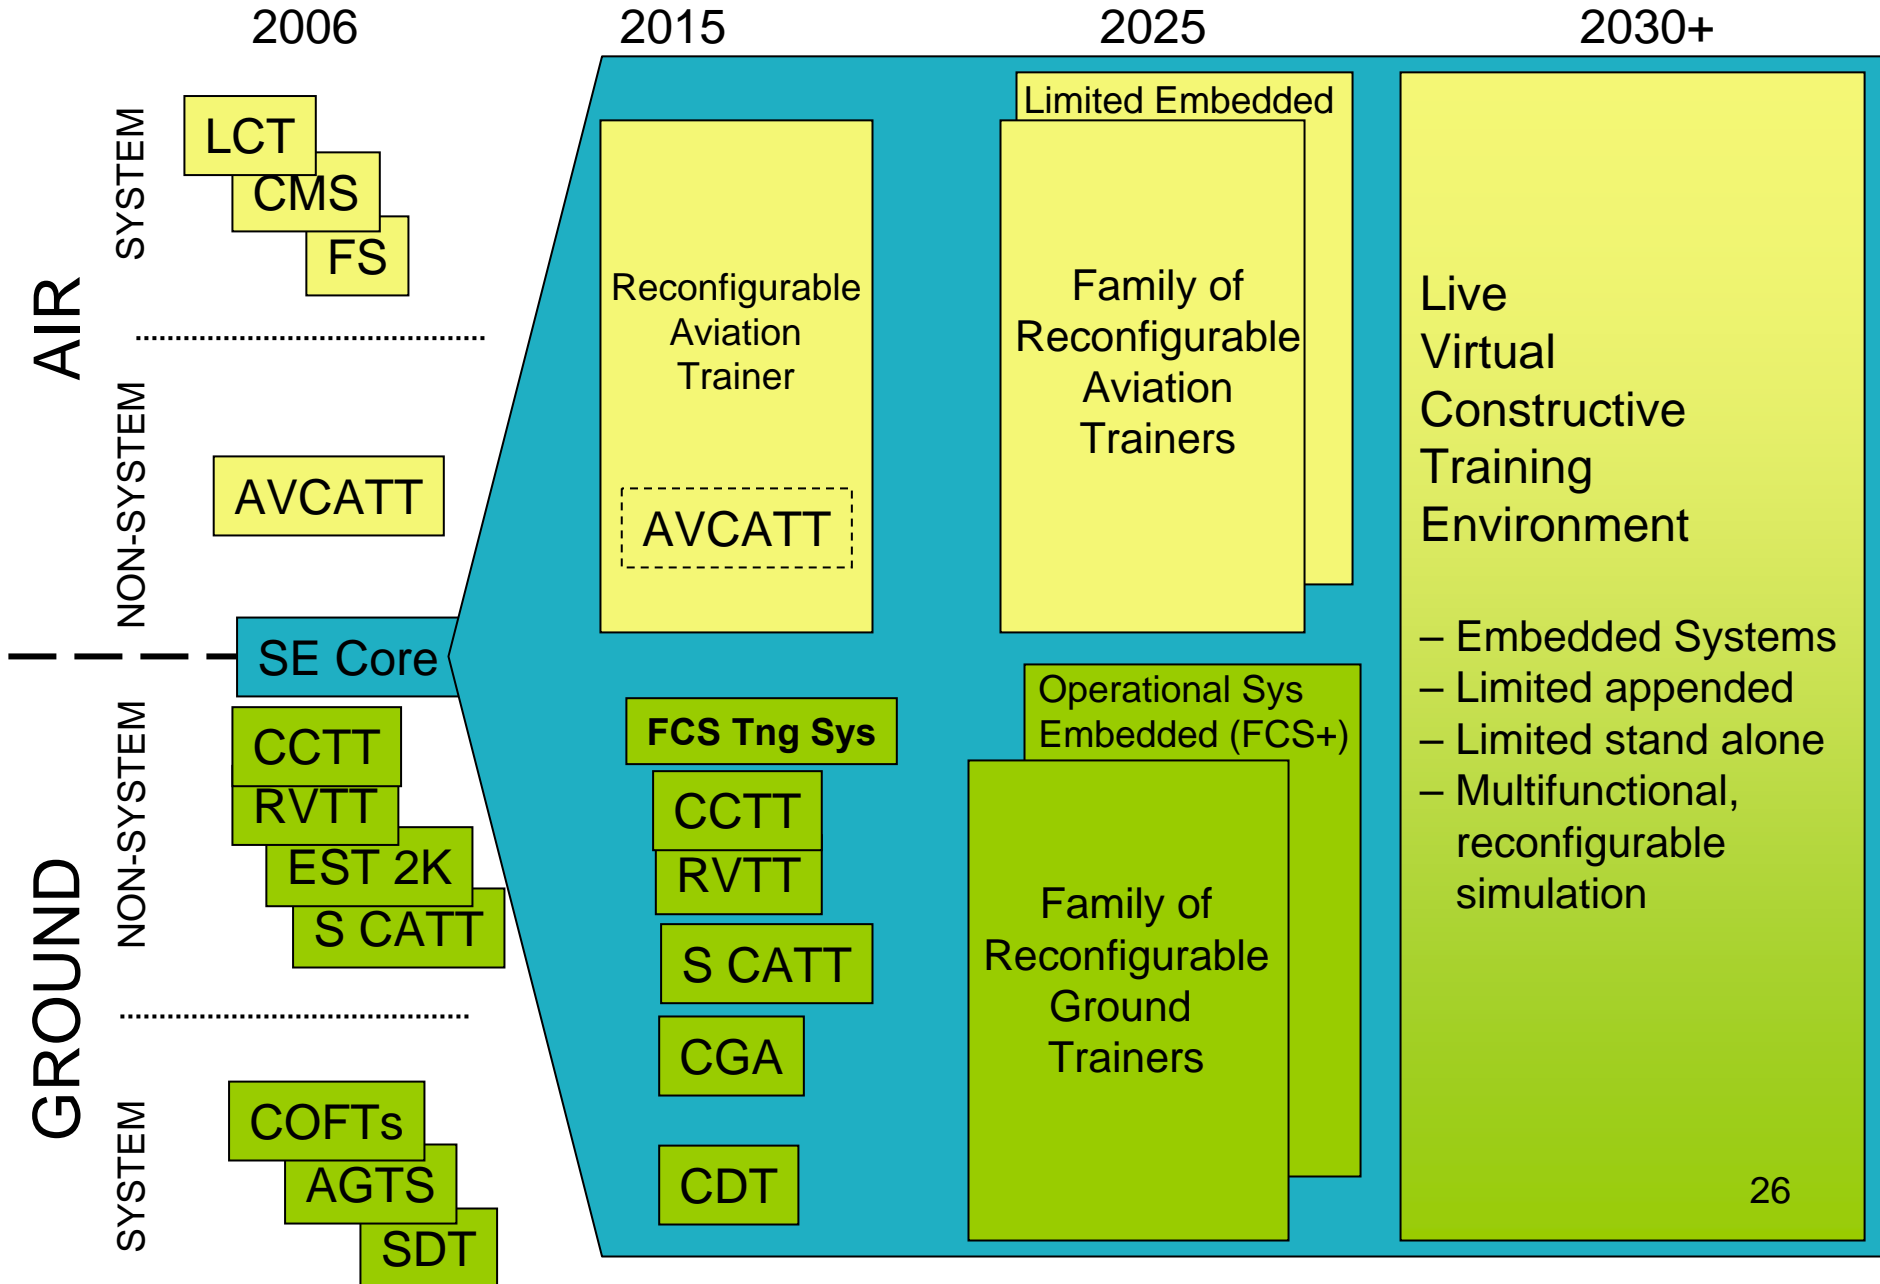 2006
2015
2025
2030+
AIR
SYSTEM
LCT
CMS
FS
NON-SYSTEM
AVCATT
SE Core
GROUND
NON-SYSTEM
CCTT
RVTT
EST 2K
S CATT
SYSTEM
COFTs
AGTS
SDT
Reconfigurable
Aviation
Trainer
AVCATT
FCS Tng Sys
CCTT
RVTT
S CATT
CGA
CDT
Limited Embedded
Family of
Reconfigurable
Aviation
Trainers
Operational Sys
Embedded (FCS+)
Family of
Reconfigurable
Ground
Trainers
Live
Virtual
Constructive
Training
Environment
– Embedded Systems
– Limited appended
– Limited stand alone
– Multifunctional,
reconfigurable
simulation
26